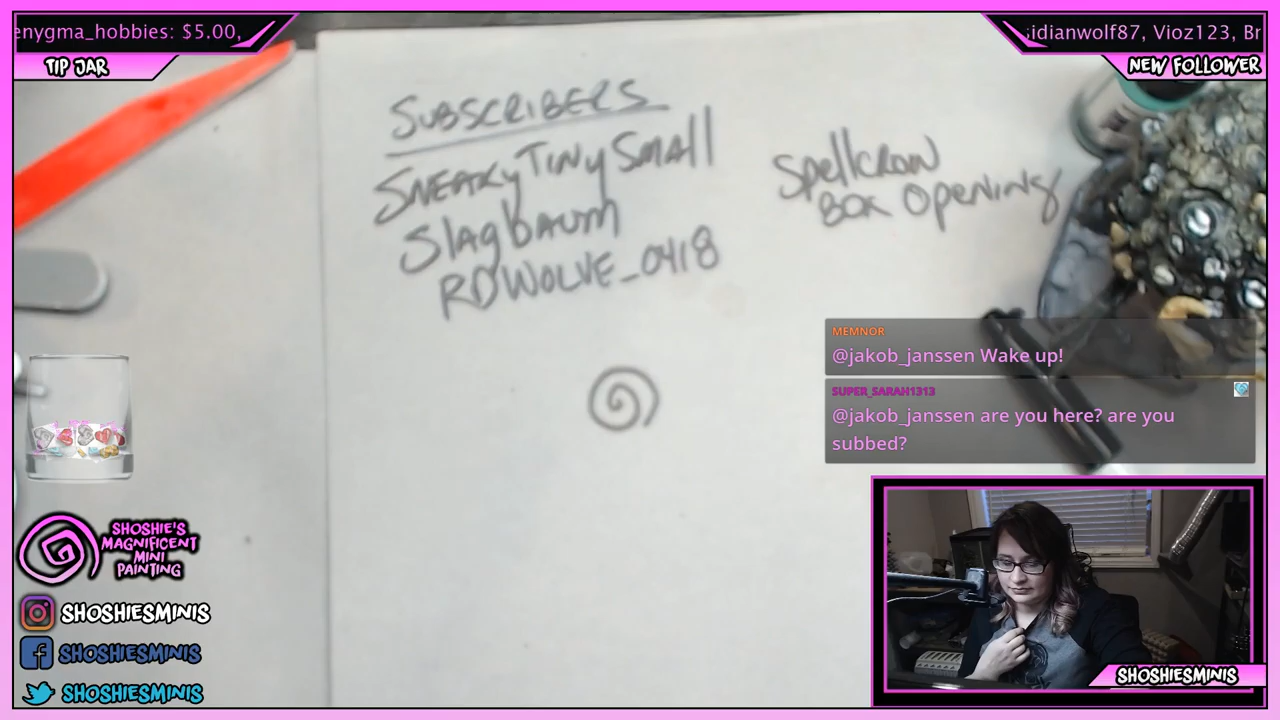 enygma_hobbies: $5.00,
TIP JAR
sidianwolf87, Vioz123, Br
NEW FOLLOWER
SUBSCRIBERS
SNEAKyTINySMall
Slagbaum
RDWOLVE_0418
Spellcrow
Box Opening
MEMNOR
@jakob_janssen Wake up!
SUPER_SARAH1313
@jakob_janssen are you here? are you
subbed?
SHOSHIE'S
MAGNIFICENT
MINI
PAINTING
SHOSHIESMINIS
SHOSHIESMINIS
SHOSHIESMINIS
SHOSHIESMINIS